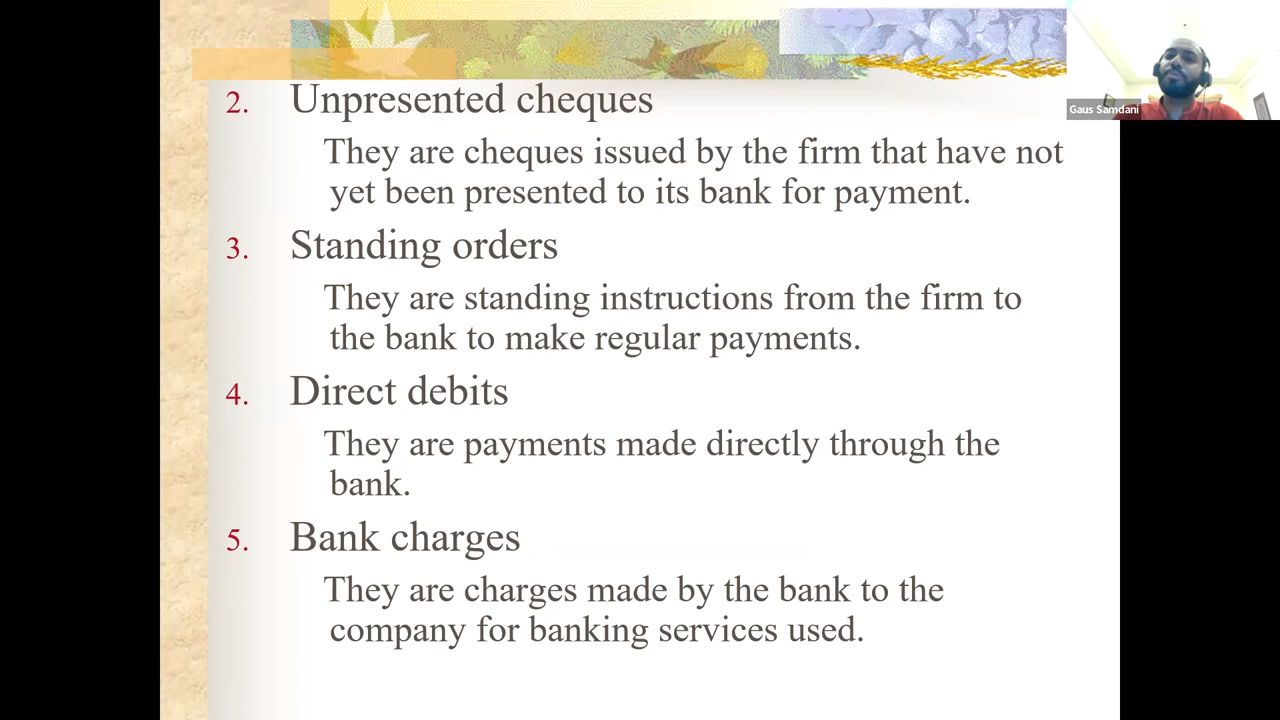 2. Unpresented cheques
They are cheques issued by the firm that have not
yet been presented to its bank for payment.
3. Standing orders
They are standing instructions from the firm to
the bank to make regular payments.
4. Direct debits
They are payments made directly through the
bank.
5. Bank charges
They are charges made by the bank to the
company for banking services used.
Gaus Samdani